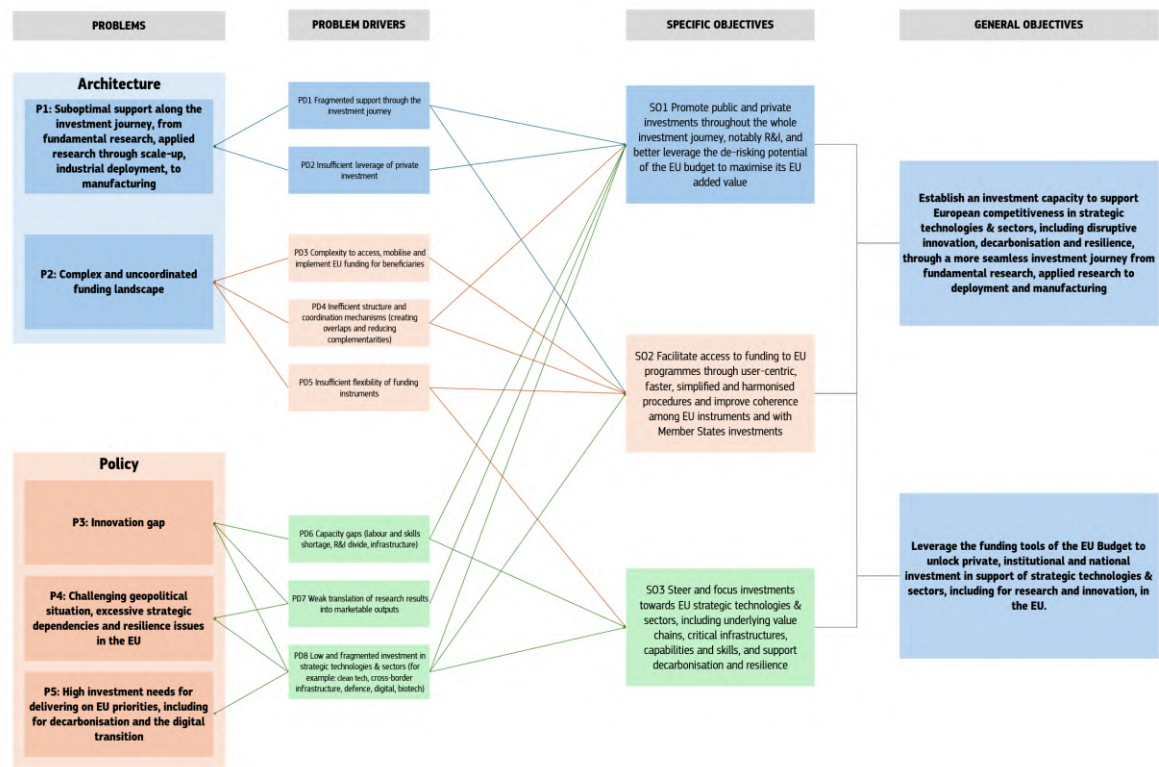 PROBLEMS
PROBLEM DRIVERS
SPECIFIC OBJECTIVES
GENERAL OBJECTIVES
Architecture
P1: Suboptimal support along the
investment journey, from
fundamental research, applied
research through scale-up,
industrial deployment, to
manufacturing
P2: Complex and uncoordinated
funding landscape
Policy
P3: Innovation gap
P4: Challenging geopolitical
situation, excessive strategic
dependencies and resilience issues
in the EU
P5: High investment needs for
delivering on EU priorities, including
for decarbonisation and the digital
transition
PD1 Fragmented support through the
investment journey
PD2 Insufficient leverage of private
investment
PD3 Complexity to access, mobilise and
implement EU funding for beneficiaries
PD4 Inefficient structure and
coordination mechanisms (creating
overlaps and reducing
complementarities)
PD5 Insufficient flexibility of funding
instruments
PD6 Capacity gaps (labour and skills
shortage, R&I divide, infrastructure)
PD7 Weak translation of research results
into marketable outputs
PD8 Low and fragmented investment in
strategic technologies & sectors (for
example: clean tech, cross-border
infrastructure, defence, digital, biotech)
SO1 Promote public and private
investments throughout the whole
investment journey, notably R&I, and
better leverage the de-risking potential
of the EU budget to maximise its EU
added value
SO2 Facilitate access to funding to EU
programmes through user-centric,
faster, simplified and harmonised
procedures and improve coherence
among EU instruments and with
Member States investments
SO3 Steer and focus investments
towards EU strategic technologies &
sectors, including underlying value
chains, critical infrastructures,
capabilities and skills, and support
decarbonisation and resilience
Establish an investment capacity to support
European competitiveness in strategic
technologies & sectors, including disruptive
innovation, decarbonisation and resilience,
through a more seamless investment journey from
fundamental research, applied research to
deployment and manufacturing
Leverage the funding tools of the EU Budget to
unlock private, institutional and national
investment in support of strategic technologies &
sectors, including for research and innovation, in
the EU.